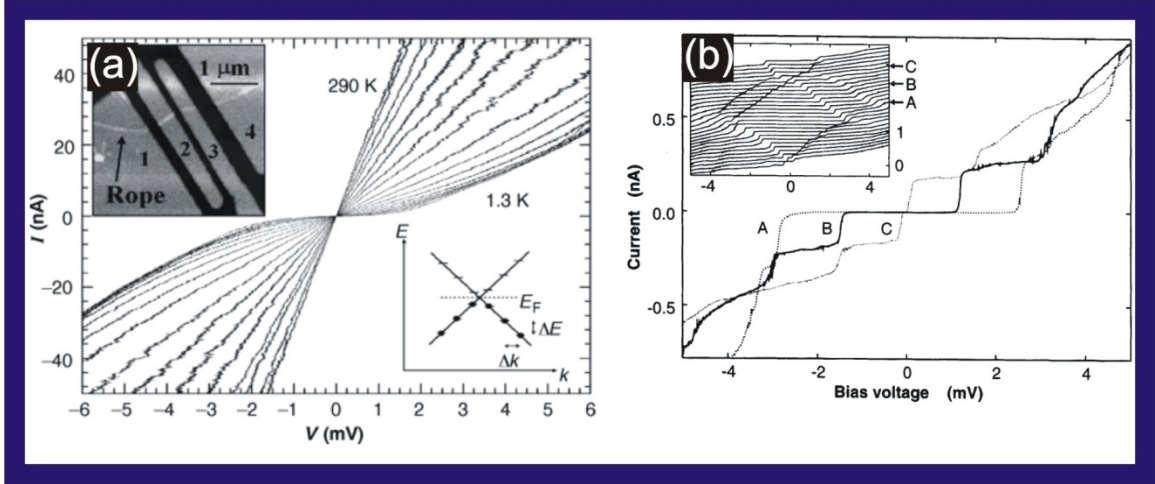 (a)
1 μm
1
2
3
4
Rope
290 K
1.3 K
E
E_F
ΔE
Δk
k
I (nA)
40
20
0
−20
−40
−6 −5 −4 −3 −2 −1 0 1 2 3 4 5 6
V (mV)
(b)
C
B
A
1
0
-4 0 4
Current (nA)
0.5
0.0
-0.5
A B C
-4 -2 0 2 4
Bias voltage (mV)